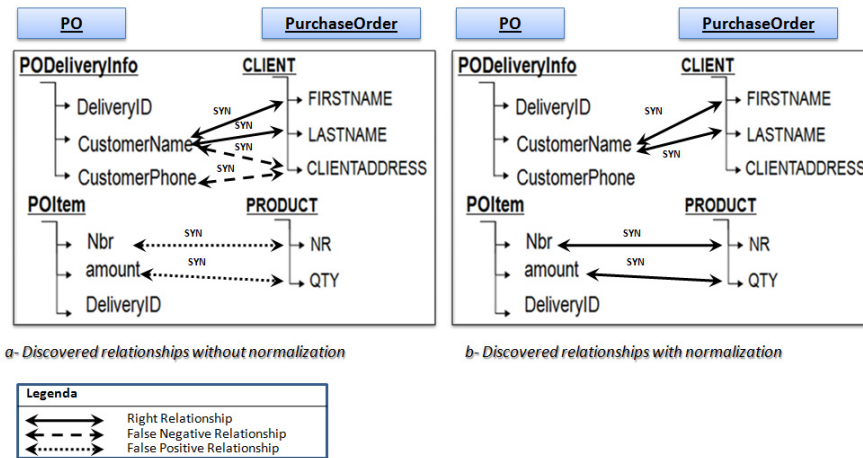 PO
PurchaseOrder
PODeliveryInfo
CLIENT
DeliveryID
CustomerName
CustomerPhone
SYN
SYN
SYN
SYN
FIRSTNAME
LASTNAME
CLIENTADDRESS
POItem
PRODUCT
Nbr
amount
DeliveryID
SYN
SYN
NR
QTY
a- Discovered relationships without normalization
PO
PurchaseOrder
PODeliveryInfo
CLIENT
DeliveryID
CustomerName
CustomerPhone
SYN
SYN
FIRSTNAME
LASTNAME
CLIENTADDRESS
POItem
PRODUCT
Nbr
amount
DeliveryID
SYN
SYN
NR
QTY
b- Discovered relationships with normalization
Legenda
Right Relationship
False Negative Relationship
False Positive Relationship